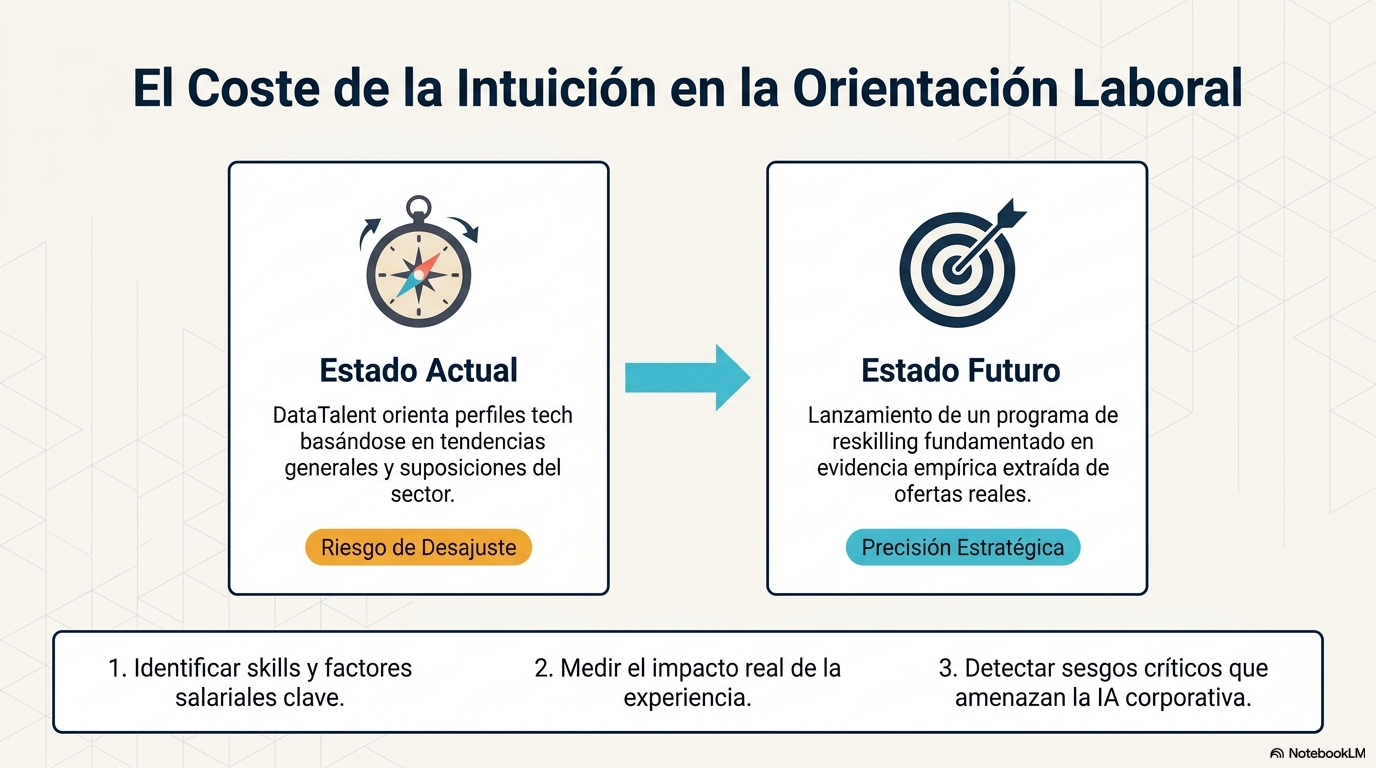 El Coste de la Intuición en la Orientación Laboral
Estado Actual
DataTalent orienta perfiles tech
basándose en tendencias
generales y suposiciones del
sector.
Riesgo de Desajuste
Estado Futuro
Lanzamiento de un programa de
reskilling fundamentado en
evidencia empírica extraída de
ofertas reales.
Precisión Estratégica
1. Identificar skills y factores
salariales clave.
2. Medir el impacto real de la
experiencia.
3. Detectar sesgos críticos que
amenazan la IA corporativa.
NotebookLM